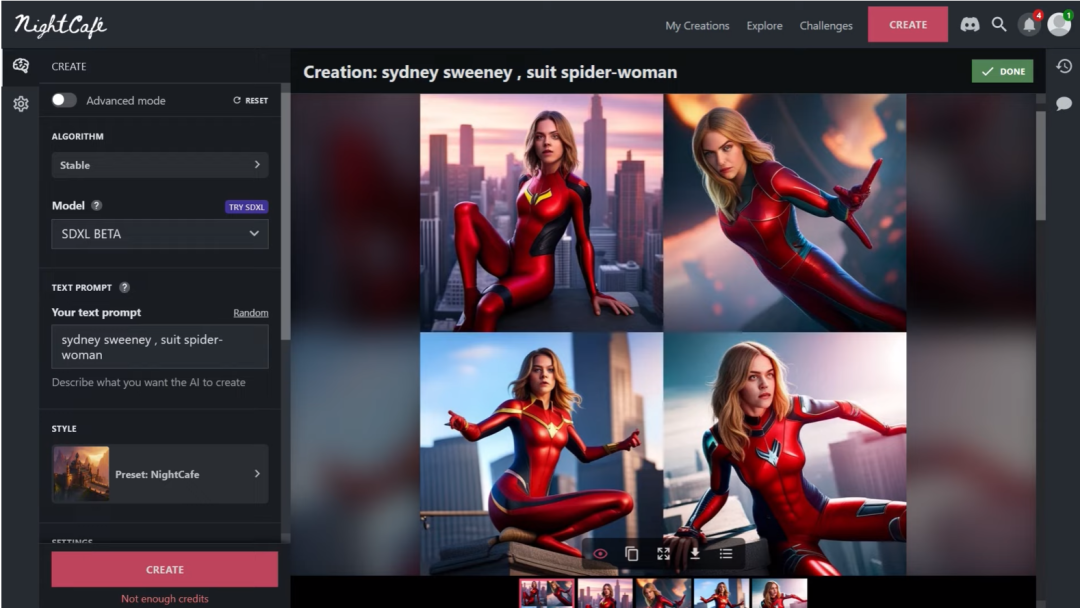 NightCafé
My Creations
Explore
Challenges
CREATE
4
1
CREATE
Advanced mode
RESET
ALGORITHM
Stable
Model ?
TRY SDXL
SDXL BETA
TEXT PROMPT ?
Your text prompt
Random
sydney sweeney , suit spider-
woman
Describe what you want the AI to create
STYLE
Preset: NightCafe
SETTINGS
CREATE
Not enough credits
Creation: sydney sweeney , suit spider-woman
DONE